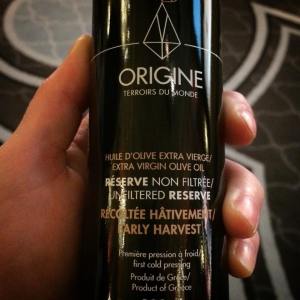 ORIGINE
TERROIRS DU MONDE
HUILE D'OLIVE EXTRA VIERGE/
EXTRA VIRGIN OLIVE OIL
RÉSERVE NON FILTRÉE/
UNFILTERED RESERVE
RÉCOLTÉE HÂTIVEMENT/
EARLY HARVEST
Première pression à froid/
first cold pressing
Produit de Grèce/
Product of Greece